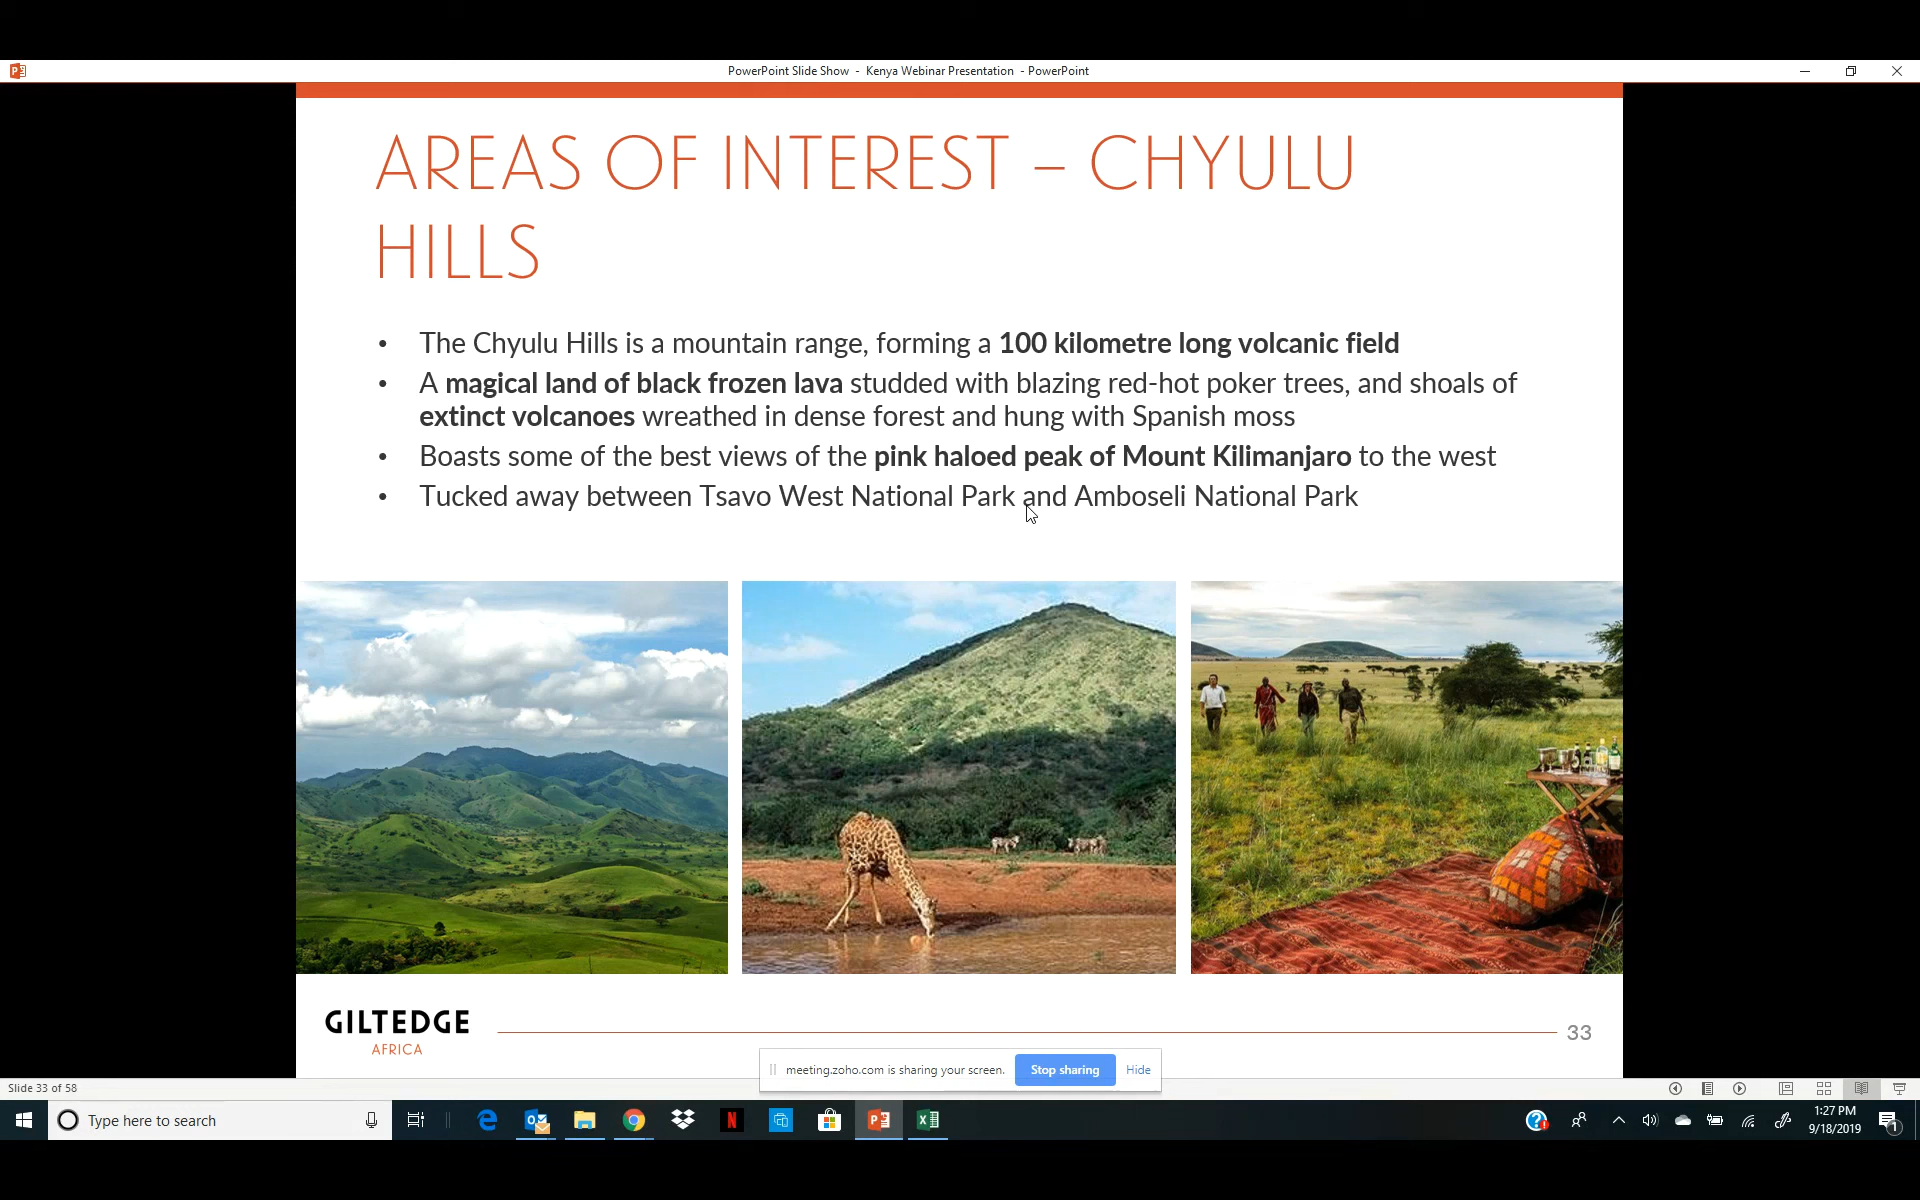 PowerPoint Slide Show - Kenya Webinar Presentation - PowerPoint
AREAS OF INTEREST – CHYULU
HILLS
• The Chyulu Hills is a mountain range, forming a 100 kilometre long volcanic field
• A magical land of black frozen lava studded with blazing red-hot poker trees, and shoals of
extinct volcanoes wreathed in dense forest and hung with Spanish moss
• Boasts some of the best views of the pink haloed peak of Mount Kilimanjaro to the west
• Tucked away between Tsavo West National Park and Amboseli National Park
GILTEDGE
AFRICA
33
meeting.zoho.com is sharing your screen. Stop sharing Hide
Slide 33 of 58
Type here to search
1:27 PM
9/18/2019
1